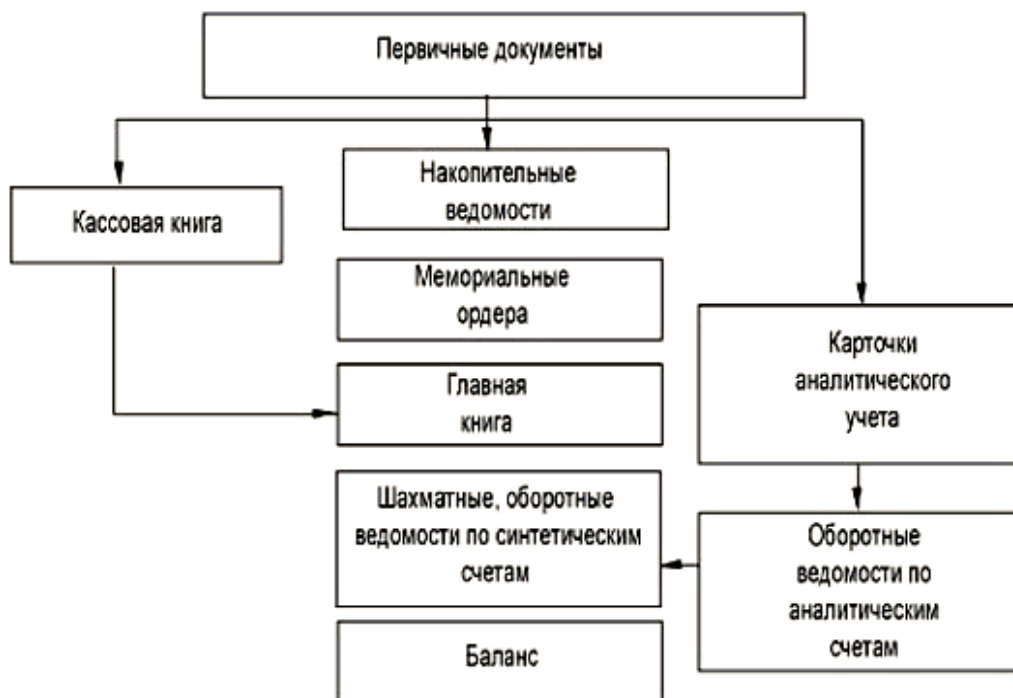 Первичные документы
Накопительные
ведомости
Кассовая книга
Мемориальные
ордера
Карточки
аналитического
учета
Главная
книга
Шахматные, оборотные
ведомости по синтетическим
счетам
Оборотные
ведомости по
аналитическим
счетам
Баланс